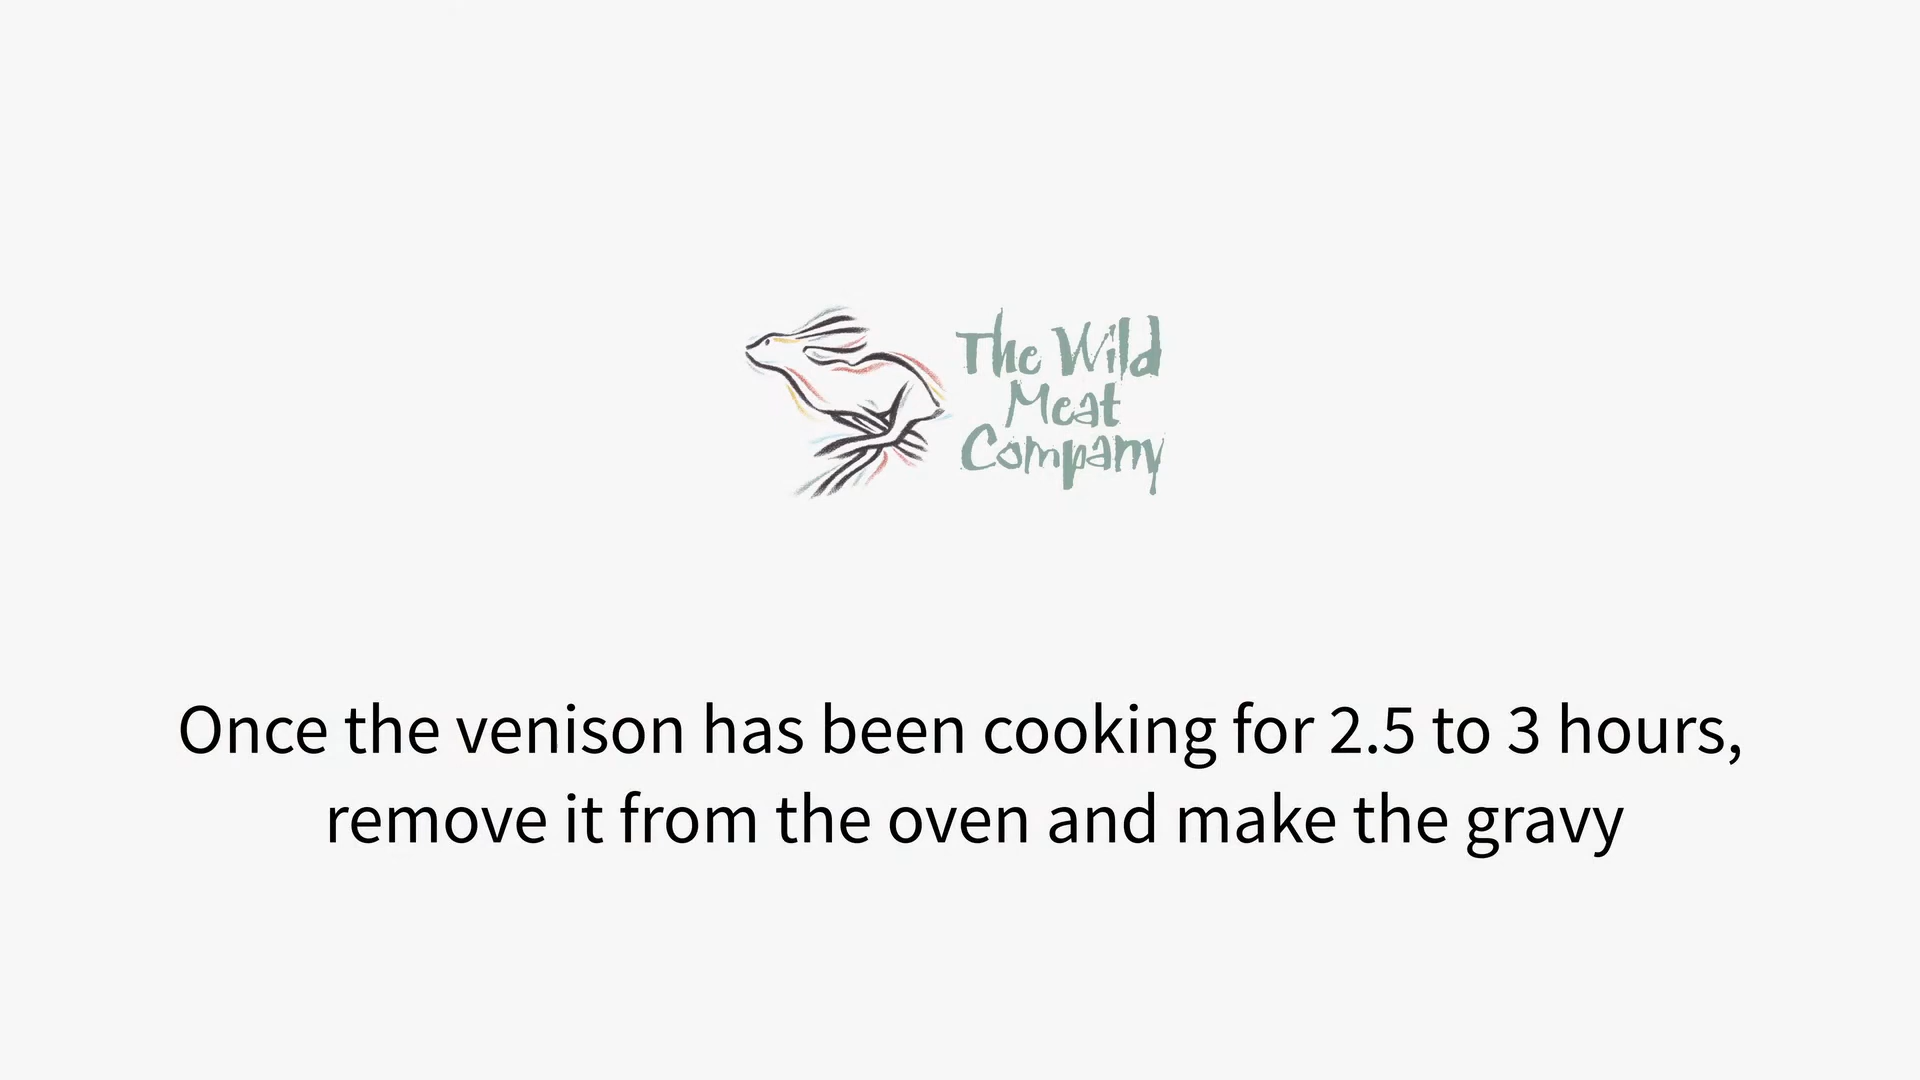 The Wild
Meat
Company
Once the venison has been cooking for 2.5 to 3 hours,
remove it from the oven and make the gravy